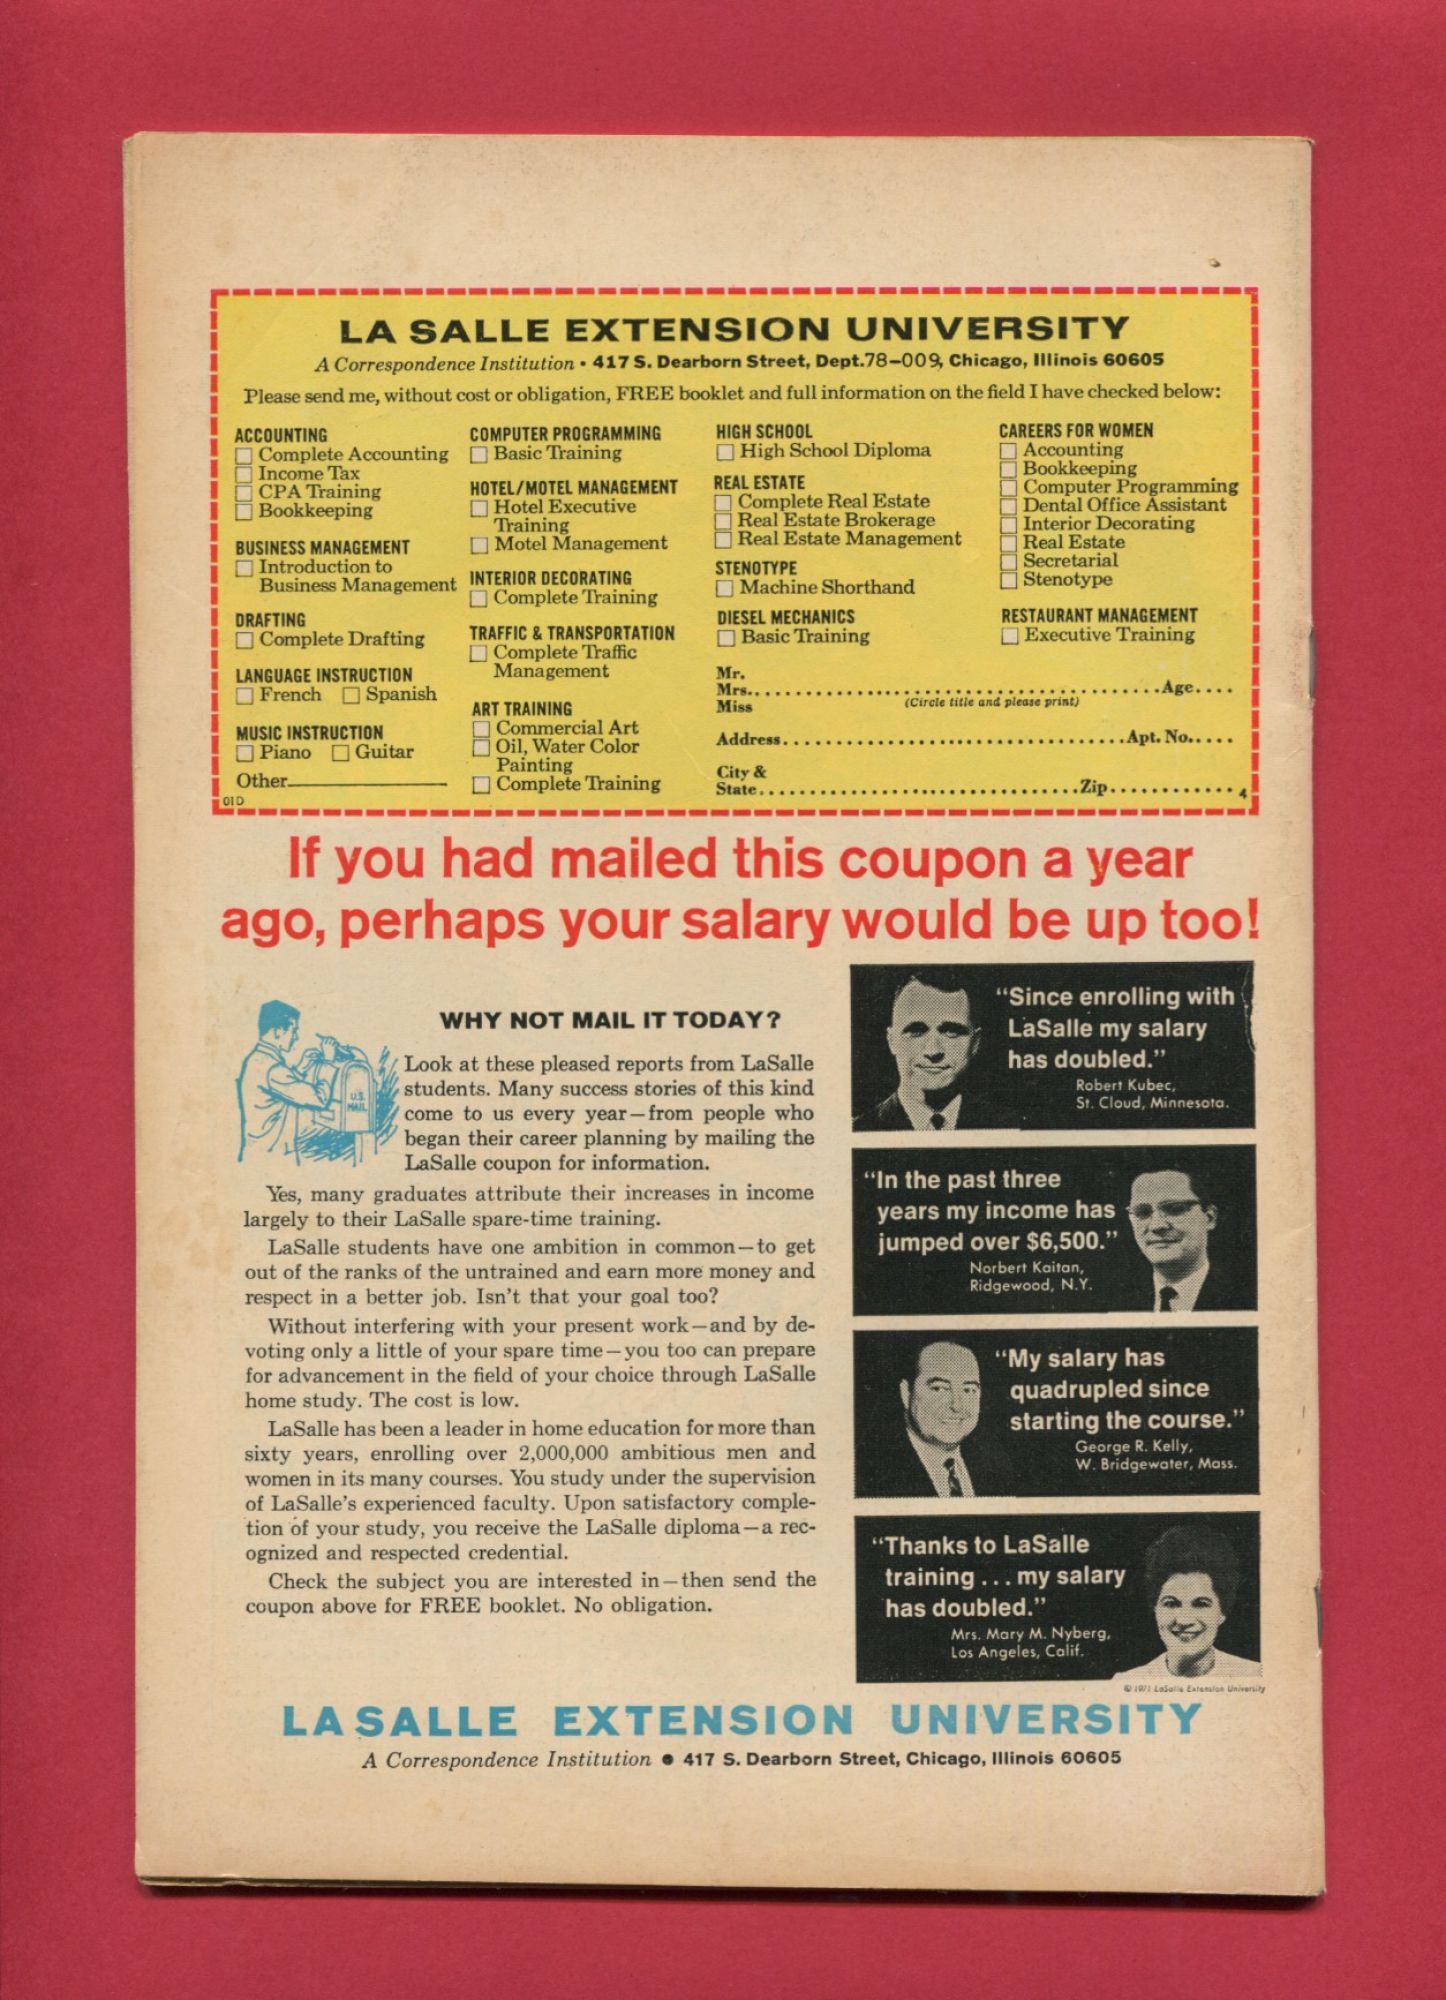 LA SALLE EXTENSION UNIVERSITY
A Correspondence Institution • 417 S. Dearborn Street, Dept.78-009, Chicago, Illinois 60605
Please send me, without cost or obligation, FREE booklet and full information on the field I have checked below:
ACCOUNTING
Complete Accounting
Income Tax
CPA Training
Bookkeeping
BUSINESS MANAGEMENT
Introduction to
Business Management
DRAFTING
Complete Drafting
LANGUAGE INSTRUCTION
French Spanish
MUSIC INSTRUCTION
Piano Guitar
Other
01D
COMPUTER PROGRAMMING
Basic Training
HOTEL/MOTEL MANAGEMENT
Hotel Executive
Training
Motel Management
INTERIOR DECORATING
Complete Training
TRAFFIC & TRANSPORTATION
Complete Traffic
Management
ART TRAINING
Commercial Art
Oil, Water Color
Painting
Complete Training
HIGH SCHOOL
High School Diploma
REAL ESTATE
Complete Real Estate
Real Estate Brokerage
Real Estate Management
STENOTYPE
Machine Shorthand
DIESEL MECHANICS
Basic Training
CAREERS FOR WOMEN
Accounting
Bookkeeping
Computer Programming
Dental Office Assistant
Interior Decorating
Real Estate
Secretarial
Stenotype
RESTAURANT MANAGEMENT
Executive Training
Mr.
Mrs. Age
Miss (Circle title and please print)
Address Apt. No.
City &
State Zip 4
If you had mailed this coupon a year
ago, perhaps your salary would be up too!
U.S.
MAIL
WHY NOT MAIL IT TODAY?
Look at these pleased reports from LaSalle
students. Many success stories of this kind
come to us every year—from people who
began their career planning by mailing the
LaSalle coupon for information.
Yes, many graduates attribute their increases in income
largely to their LaSalle spare-time training.
LaSalle students have one ambition in common—to get
out of the ranks of the untrained and earn more money and
respect in a better job. Isn't that your goal too?
Without interfering with your present work—and by de-
voting only a little of your spare time—you too can prepare
for advancement in the field of your choice through LaSalle
home study. The cost is low.
LaSalle has been a leader in home education for more than
sixty years, enrolling over 2,000,000 ambitious men and
women in its many courses. You study under the supervision
of LaSalle's experienced faculty. Upon satisfactory comple-
tion of your study, you receive the LaSalle diploma—a rec-
ognized and respected credential.
Check the subject you are interested in—then send the
coupon above for FREE booklet. No obligation.
"Since enrolling with
LaSalle my salary
has doubled."
Robert Kubec,
St. Cloud, Minnesota.
"In the past three
years my income has
jumped over $6,500."
Norbert Kaitan,
Ridgewood, N.Y.
"My salary has
quadrupled since
starting the course."
George R. Kelly,
W. Bridgewater, Mass.
"Thanks to LaSalle
training . . . my salary
has doubled."
Mrs. Mary M. Nyberg,
Los Angeles, Calif.
© 1971 LaSalle Extension University
LA SALLE EXTENSION UNIVERSITY
A Correspondence Institution • 417 S. Dearborn Street, Chicago, Illinois 60605